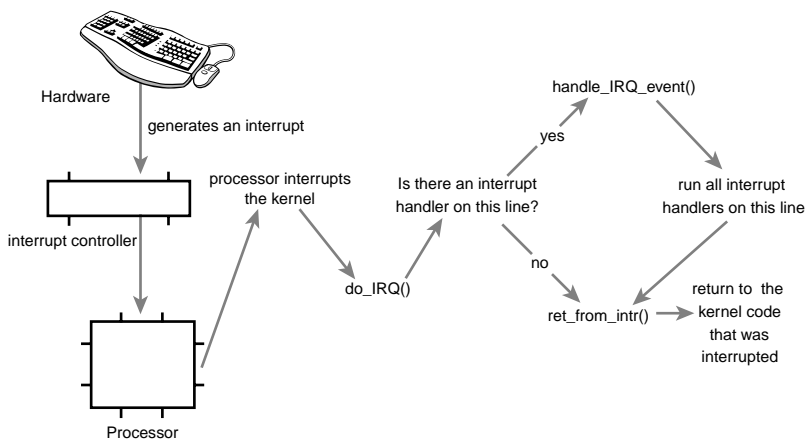 Hardware
generates an interrupt
interrupt controller
Processor
processor interrupts
the kernel
do_IRQ()
Is there an interrupt
handler on this line?
yes
no
handle_IRQ_event()
run all interrupt
handlers on this line
ret_from_intr()
return to the
kernel code
that was
interrupted